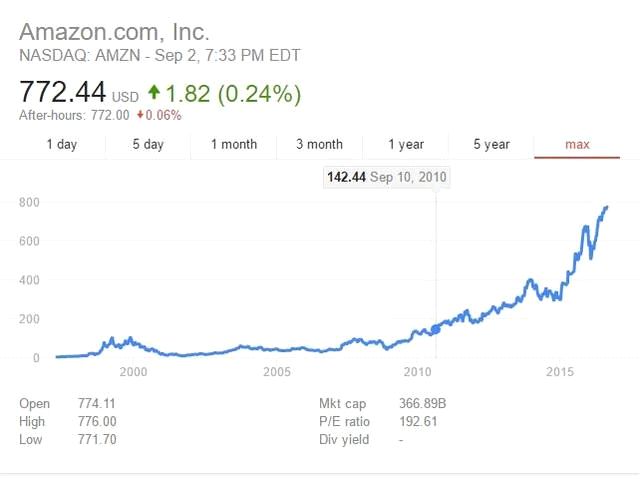 Amazon.com, Inc.
NASDAQ: AMZN - Sep 2, 7:33 PM EDT
772.44 USD 1.82 (0.24%)
After-hours: 772.00 0.06%
1 day 5 day 1 month 3 month 1 year 5 year max
142.44 Sep 10, 2010
800
600
400
200
0
2000 2005 2010 2015
Open 774.11 Mkt cap 366.89B
High 776.00 P/E ratio 192.61
Low 771.70 Div yield -